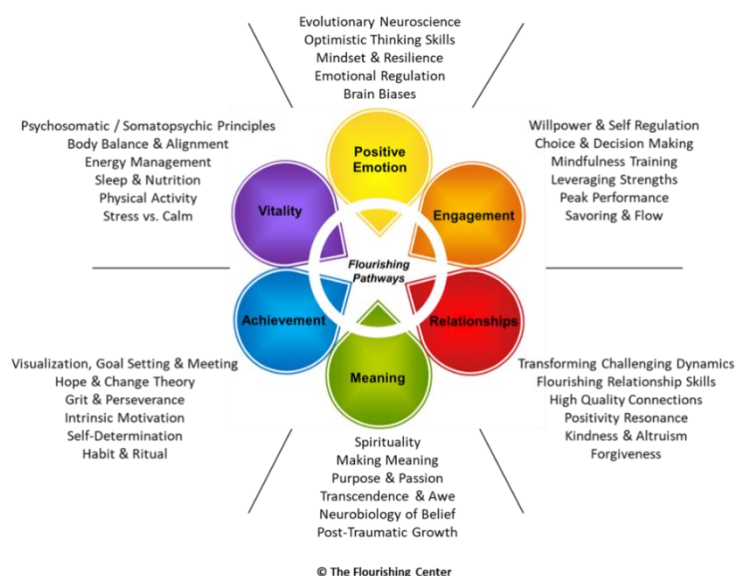 Evolutionary Neuroscience
Optimistic Thinking Skills
Mindset & Resilience
Emotional Regulation
Brain Biases
Psychosomatic / Somatopsychic Principles
Body Balance & Alignment
Energy Management
Sleep & Nutrition
Physical Activity
Stress vs. Calm
Positive
Emotion
Willpower & Self Regulation
Choice & Decision Making
Mindfulness Training
Leveraging Strengths
Peak Performance
Savoring & Flow
Vitality
Engagement
Flourishing
Pathways
Achievement
Relationships
Meaning
Visualization, Goal Setting & Meeting
Hope & Change Theory
Grit & Perseverance
Intrinsic Motivation
Self-Determination
Habit & Ritual
Transforming Challenging Dynamics
Flourishing Relationship Skills
High Quality Connections
Positivity Resonance
Kindness & Altruism
Forgiveness
Spirituality
Making Meaning
Purpose & Passion
Transcendence & Awe
Neurobiology of Belief
Post-Traumatic Growth
© The Flourishing Center